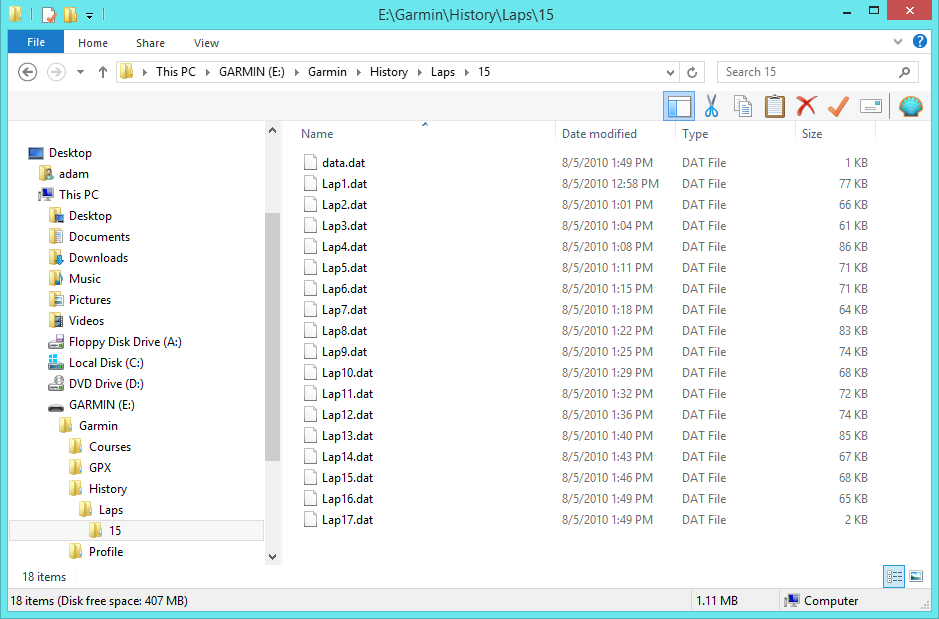 E:\Garmin\History\Laps\15
File Home Share View
This PC GARMIN (E:) Garmin History Laps 15 Search 15
Name Date modified Type Size
Desktop
adam
This PC
Desktop
Documents
Downloads
Music
Pictures
Videos
Floppy Disk Drive (A:)
Local Disk (C:)
DVD Drive (D:)
GARMIN (E:)
Garmin
Courses
GPX
History
Laps
15
Profile
data.dat 8/5/2010 1:49 PM DAT File 1 KB
Lap1.dat 8/5/2010 12:58 PM DAT File 77 KB
Lap2.dat 8/5/2010 1:01 PM DAT File 66 KB
Lap3.dat 8/5/2010 1:04 PM DAT File 61 KB
Lap4.dat 8/5/2010 1:08 PM DAT File 86 KB
Lap5.dat 8/5/2010 1:11 PM DAT File 71 KB
Lap6.dat 8/5/2010 1:15 PM DAT File 71 KB
Lap7.dat 8/5/2010 1:18 PM DAT File 64 KB
Lap8.dat 8/5/2010 1:22 PM DAT File 83 KB
Lap9.dat 8/5/2010 1:25 PM DAT File 74 KB
Lap10.dat 8/5/2010 1:29 PM DAT File 68 KB
Lap11.dat 8/5/2010 1:32 PM DAT File 72 KB
Lap12.dat 8/5/2010 1:36 PM DAT File 74 KB
Lap13.dat 8/5/2010 1:40 PM DAT File 85 KB
Lap14.dat 8/5/2010 1:43 PM DAT File 67 KB
Lap15.dat 8/5/2010 1:46 PM DAT File 68 KB
Lap16.dat 8/5/2010 1:49 PM DAT File 65 KB
Lap17.dat 8/5/2010 1:49 PM DAT File 2 KB
18 items
18 items (Disk free space: 407 MB) 1.11 MB Computer